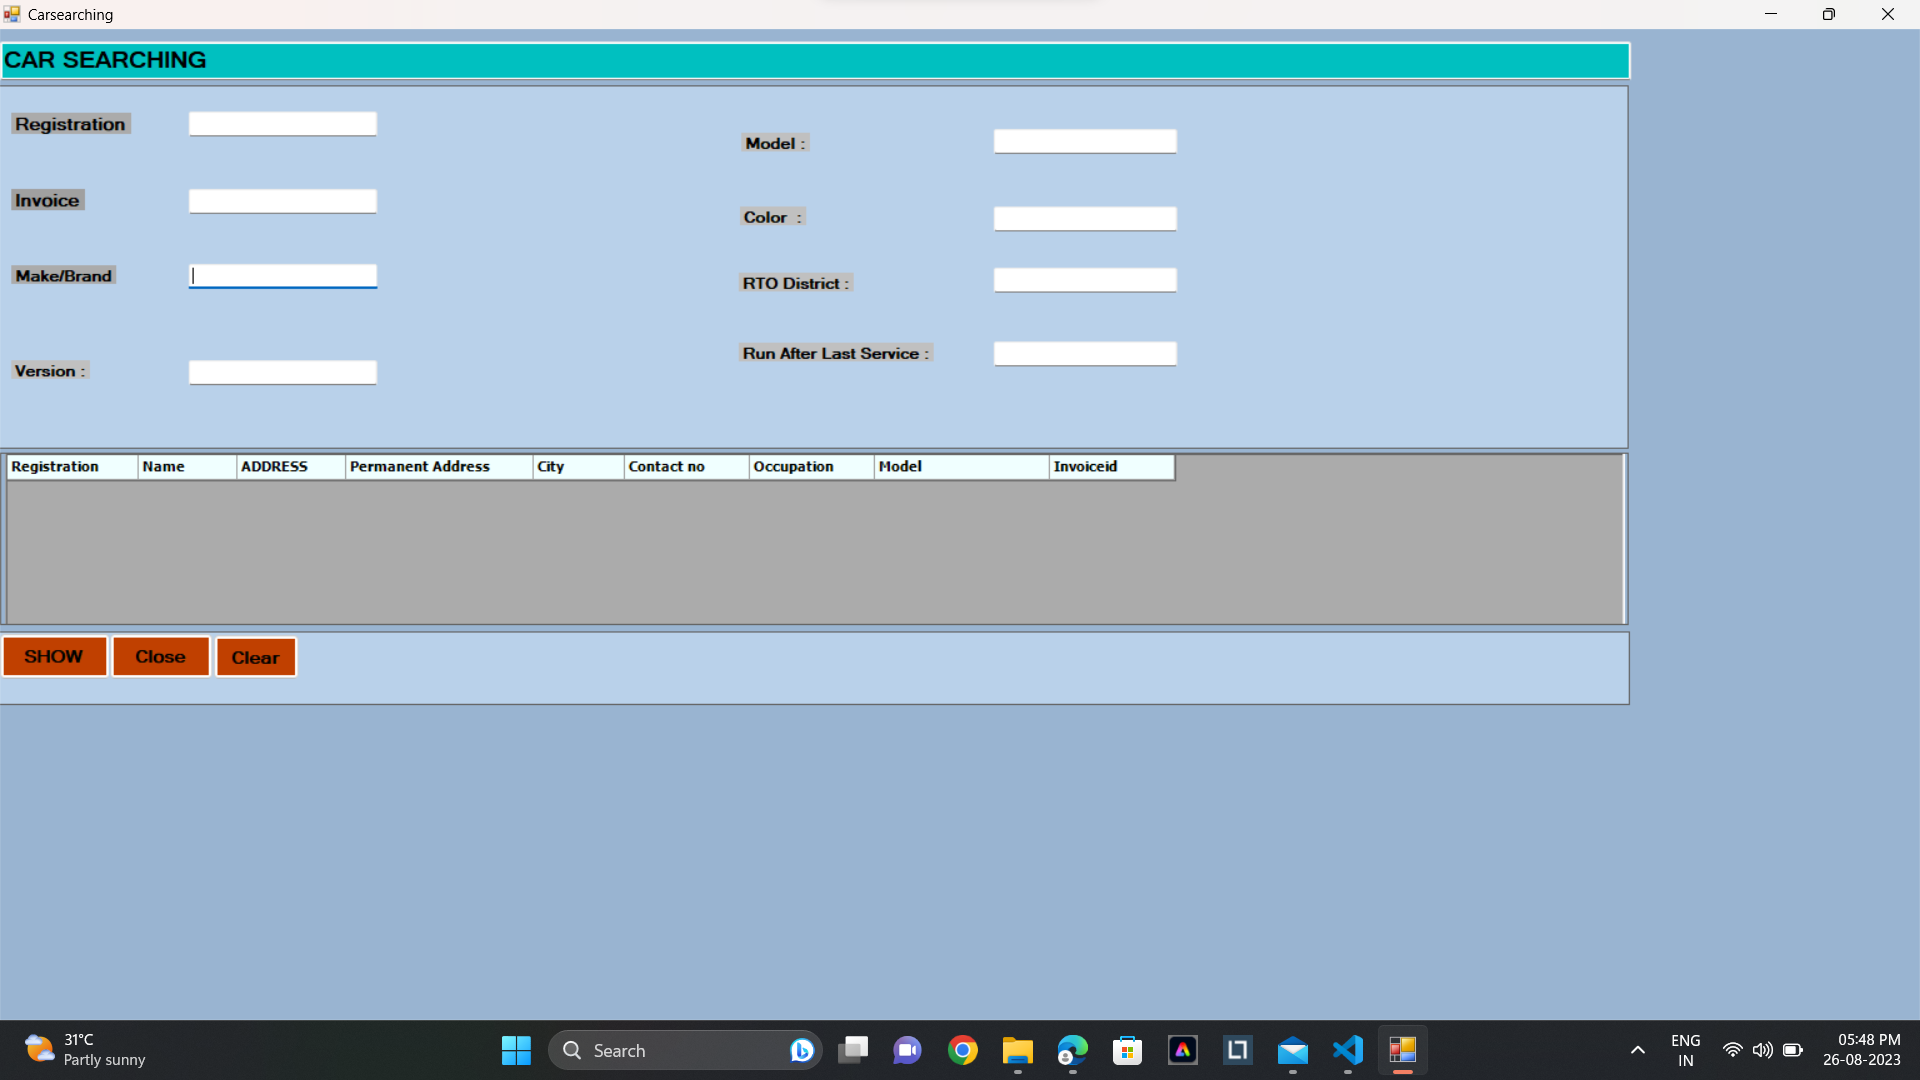 Carsearching
CAR SEARCHING
Registration
Invoice
Make/Brand
Version :
Model :
Color :
RTO District :
Run After Last Service :
Registration Name ADDRESS Permanent Address City Contact no Occupation Model Invoiceid
SHOW Close Clear
31°C
Partly sunny
Search
ENG
IN
05:48 PM
26-08-2023